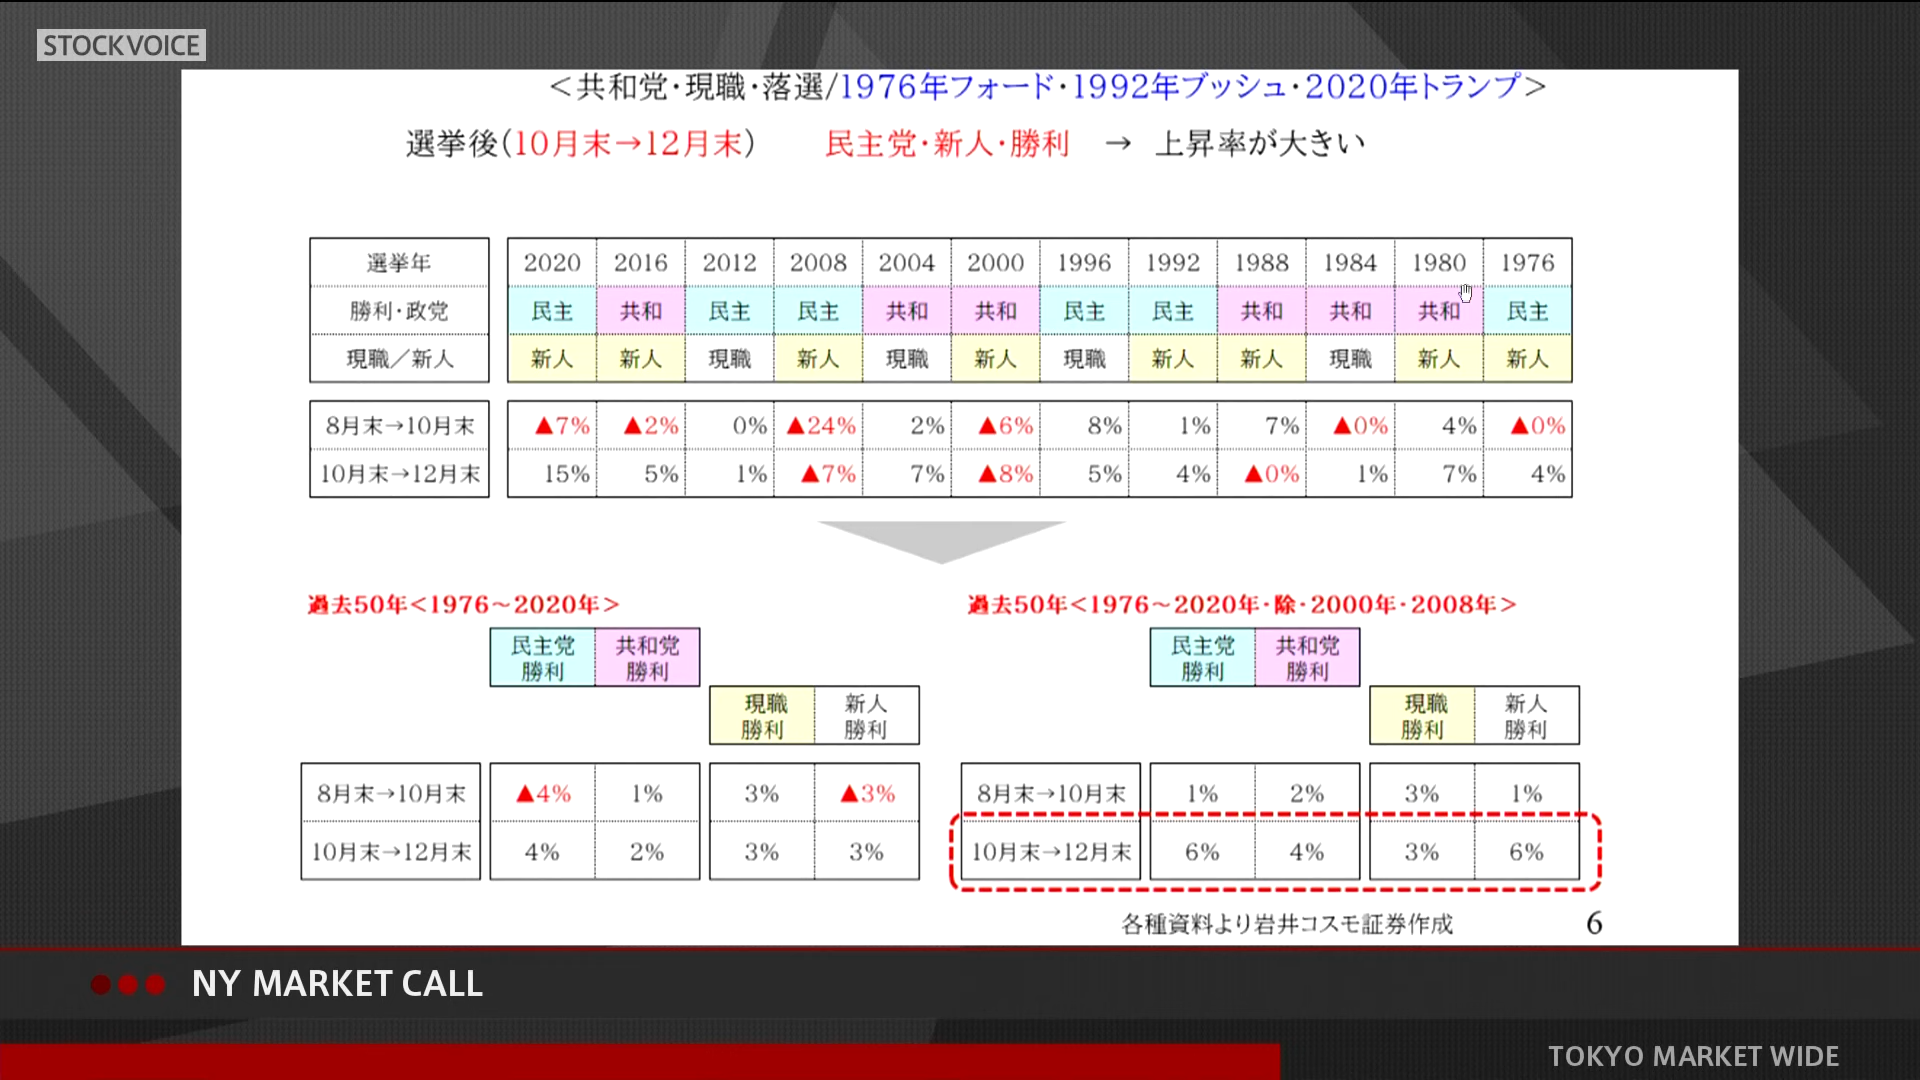 STOCKVOICE
＜共和党・現職・落選/1976年フォード・1992年ブッシュ・2020年トランプ＞
選挙後(10月末→12月末) 民主党・新人・勝利 → 上昇率が大きい
選挙年 2020 2016 2012 2008 2004 2000 1996 1992 1988 1984 1980 1976
勝利・政党 民主 共和 民主 民主 共和 共和 民主 民主 共和 共和 共和 民主
現職／新人 新人 新人 現職 新人 現職 新人 現職 新人 新人 現職 新人 新人
8月末→10月末 ▲7% ▲2% 0% ▲24% 2% ▲6% 8% 1% 7% ▲0% 4% ▲0%
10月末→12月末 15% 5% 1% ▲7% 7% ▲8% 5% 4% ▲0% 1% 7% 4%
過去50年＜1976～2020年＞
民主党 共和党
勝利 勝利
現職 新人
勝利 勝利
8月末→10月末 ▲4% 1% 3% ▲3%
10月末→12月末 4% 2% 3% 3%
過去50年＜1976～2020年・除・2000年・2008年＞
民主党 共和党
勝利 勝利
現職 新人
勝利 勝利
8月末→10月末 1% 2% 3% 1%
10月末→12月末 6% 4% 3% 6%
各種資料より岩井コスモ証券作成 6
NY MARKET CALL
TOKYO MARKET WIDE